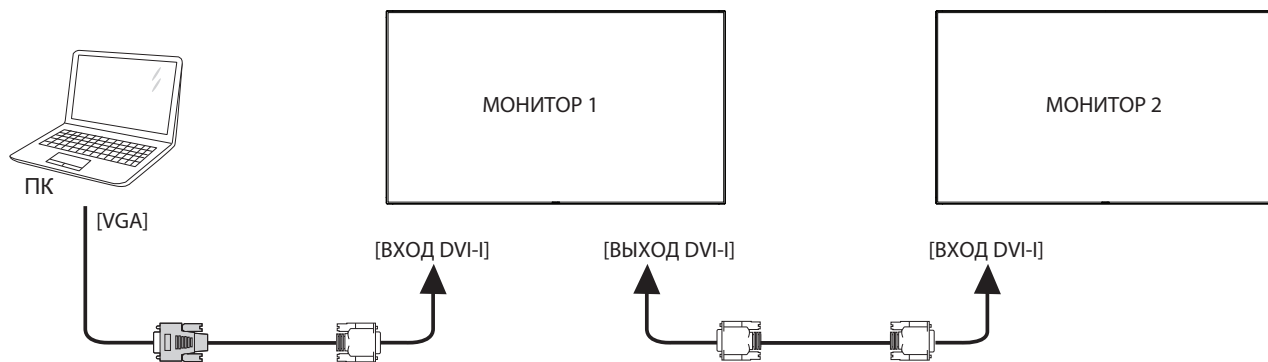 МОНИТОР 1
МОНИТОР 2
ПК
[VGA]
[ВХОД DVI-I]
[ВЫХОД DVI-I]
[ВХОД DVI-I]